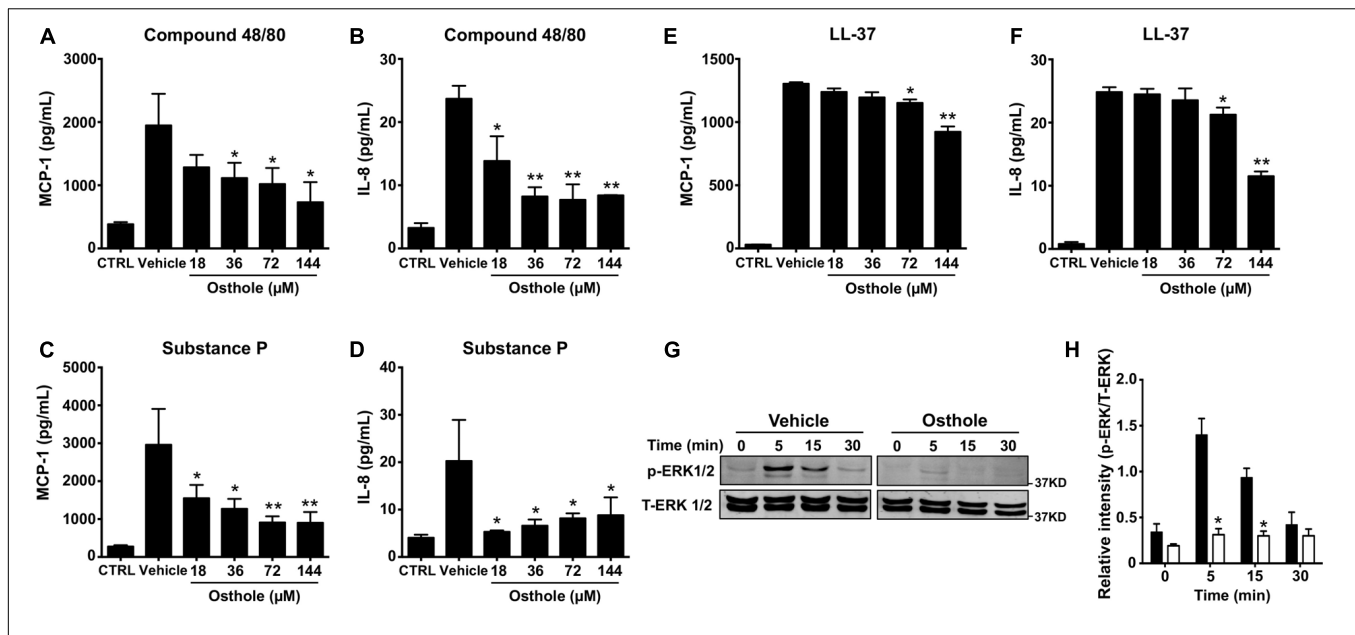 A
Compound 48/80
MCP-1 (pg/mL)
3000
2000
1000
0
CTRL Vehicle 18 36 72 144
Osthole (µM)
* * *
B
Compound 48/80
IL-8 (pg/mL)
30
20
10
0
CTRL Vehicle 18 36 72 144
Osthole (µM)
* ** ** **
E
LL-37
MCP-1 (pg/mL)
1500
1000
500
0
CTRL Vehicle 18 36 72 144
Osthole (µM)
* **
F
LL-37
IL-8 (pg/mL)
30
20
10
0
CTRL Vehicle 18 36 72 144
Osthole (µM)
* **
C
Substance P
MCP-1 (pg/mL)
5000
4000
3000
2000
1000
0
CTRL Vehicle 18 36 72 144
Osthole (µM)
* * ** **
D
Substance P
IL-8 (pg/mL)
40
30
20
10
0
CTRL Vehicle 18 36 72 144
Osthole (µM)
* * * *
G
Vehicle Osthole
Time (min) 0 5 15 30 0 5 15 30
p-ERK1/2
-37KD
T-ERK 1/2
-37KD
H
Relative intensity (p-ERK/T-ERK)
2.0
1.5
1.0
0.5
0
* *
0 5 15 30
Time (min)